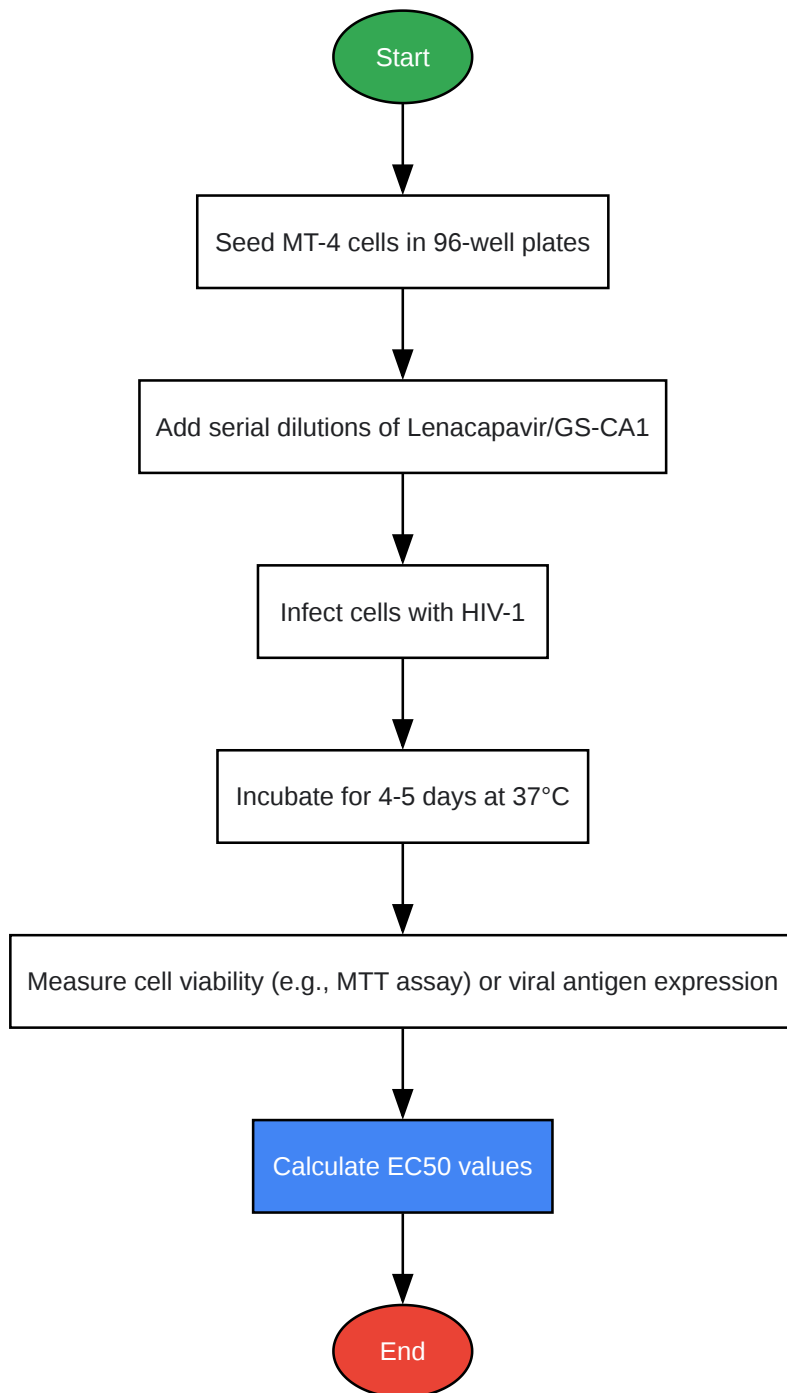 Start
Seed MT-4 cells in 96-well plates
Add serial dilutions of Lenacapavir/GS-CA1
Infect cells with HIV-1
Incubate for 4-5 days at 37°C
Measure cell viability (e.g., MTT assay) or viral antigen expression
Calculate EC50 values
End